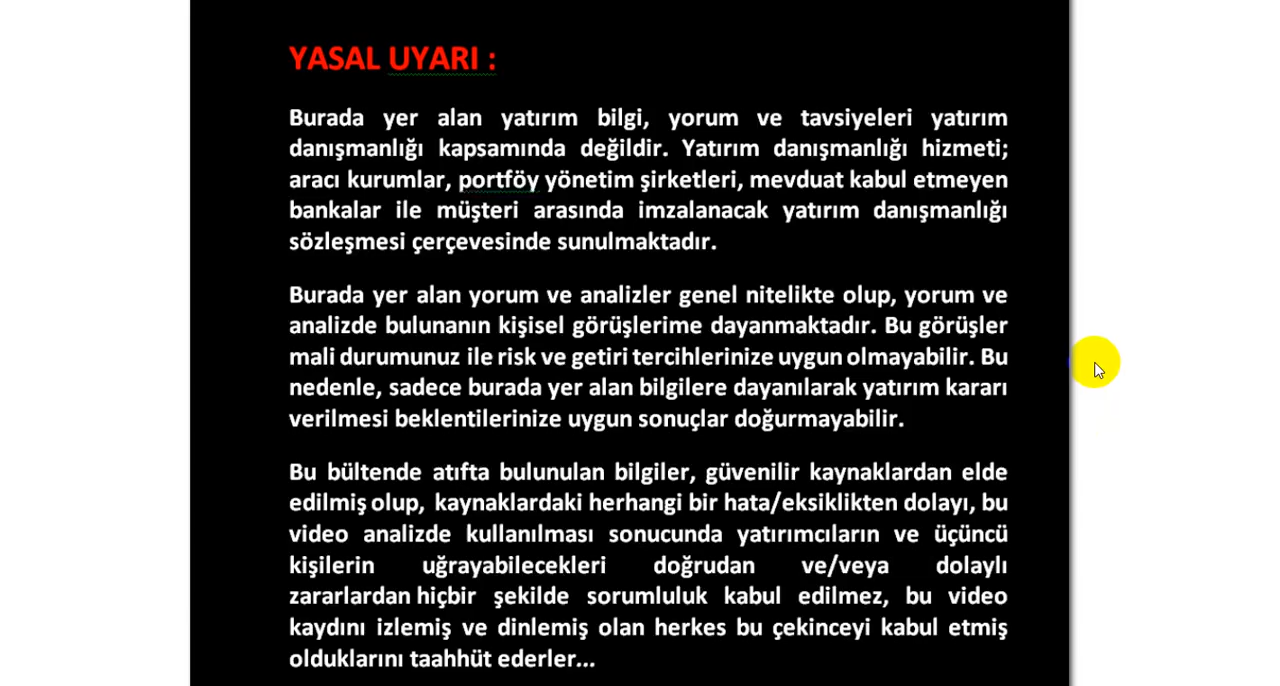 YASAL UYARI :
Burada yer alan yatırım bilgi, yorum ve tavsiyeleri yatırım
danışmanlığı kapsamında değildir. Yatırım danışmanlığı hizmeti;
aracı kurumlar, portföy yönetim şirketleri, mevduat kabul etmeyen
bankalar ile müşteri arasında imzalanacak yatırım danışmanlığı
sözleşmesi çerçevesinde sunulmaktadır.
Burada yer alan yorum ve analizler genel nitelikte olup, yorum ve
analizde bulunanın kişisel görüşlerime dayanmaktadır. Bu görüşler
mali durumunuz ile risk ve getiri tercihlerinize uygun olmayabilir. Bu
nedenle, sadece burada yer alan bilgilere dayanılarak yatırım kararı
verilmesi beklentilerinize uygun sonuçlar doğurmayabilir.
Bu bültende atıfta bulunulan bilgiler, güvenilir kaynaklardan elde
edilmiş olup, kaynaklardaki herhangi bir hata/eksiklikten dolayı, bu
video analizde kullanılması sonucunda yatırımcıların ve üçüncü
kişilerin uğrayabilecekleri doğrudan ve/veya dolaylı
zararlardan hiçbir şekilde sorumluluk kabul edilmez, bu video
kaydını izlemiş ve dinlemiş olan herkes bu çekinceyi kabul etmiş
olduklarını taahhüt ederler...